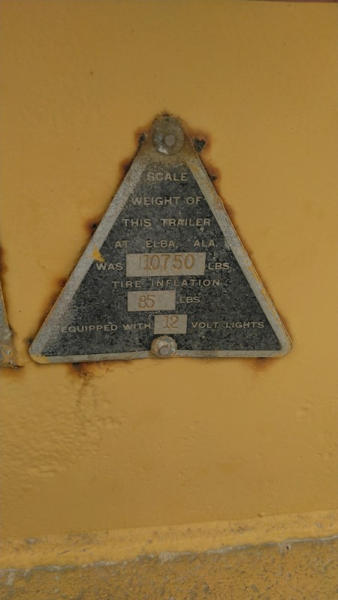 SCALE
WEIGHT OF
THIS TRAILER
AT ELBA, ALA.
WAS 10750 LBS.
TIRE INFLATION
85 LBS
EQUIPPED WITH 12 VOLT LIGHTS